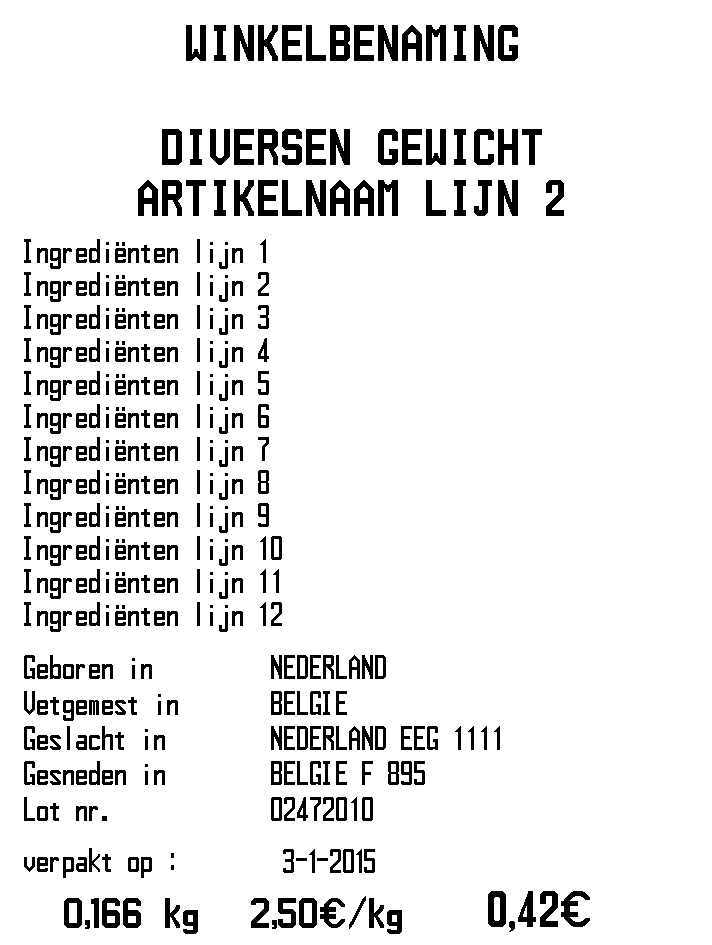 WINKELBENAMING
DIVERSEN GEWICHT
ARTIKELNAAM LIJN 2
Ingrediënten lijn 1
Ingrediënten lijn 2
Ingrediënten lijn 3
Ingrediënten lijn 4
Ingrediënten lijn 5
Ingrediënten lijn 6
Ingrediënten lijn 7
Ingrediënten lijn 8
Ingrediënten lijn 9
Ingrediënten lijn 10
Ingrediënten lijn 11
Ingrediënten lijn 12
Geboren in NEDERLAND
Vetgemest in BELGIE
Geslacht in NEDERLAND EEG 1111
Gesneden in BELGIE F 895
Lot nr. 02472010
verpakt op : 3-1-2015
0,166 kg 2,50€/kg 0,42€